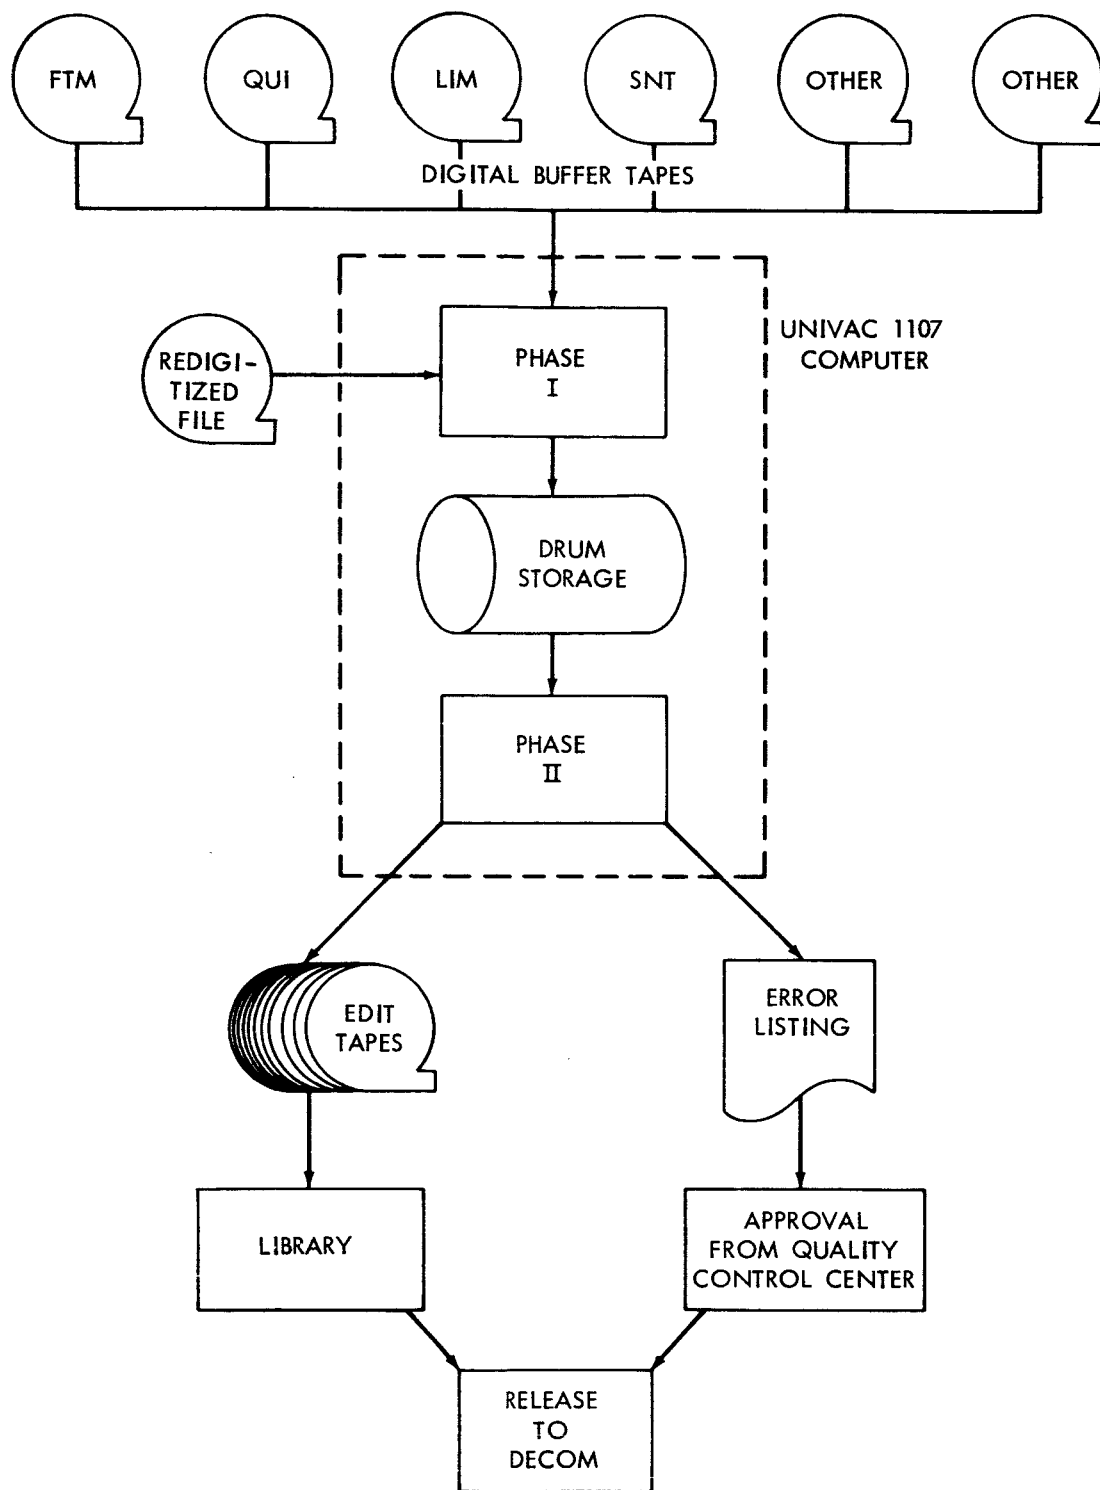 FTM
QUI
LIM
SNT
OTHER
OTHER
DIGITAL BUFFER TAPES
UNIVAC 1107
COMPUTER
PHASE
I
REDIGI-
TIZED
FILE
DRUM
STORAGE
PHASE
II
EDIT
TAPES
ERROR
LISTING
LIBRARY
APPROVAL
FROM QUALITY
CONTROL CENTER
RELEASE
TO
DECOM